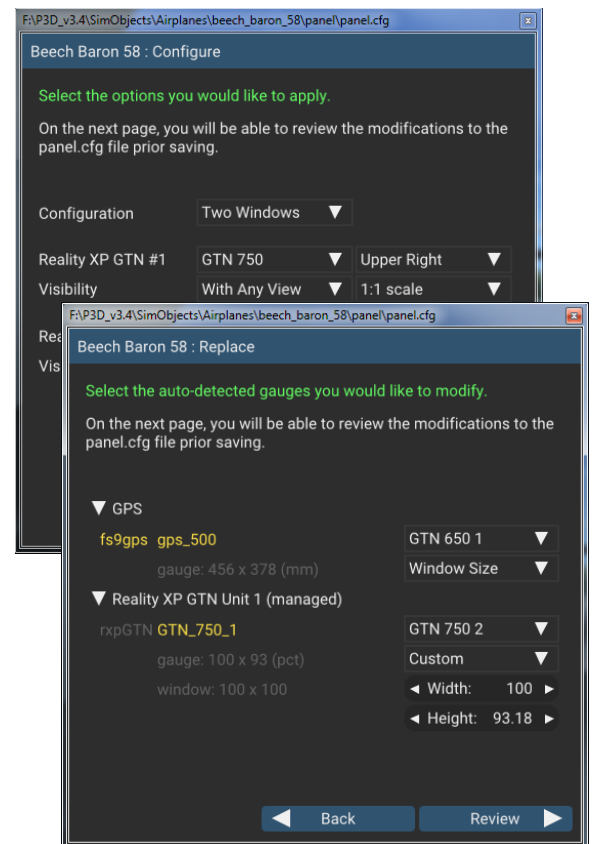 F:\P3D_v3.4\SimObjects\Airplanes\beech_baron_58\panel\panel.cfg
Beech Baron 58 : Configure
Select the options you would like to apply.
On the next page, you will be able to review the modifications to the
panel.cfg file prior saving.
Configuration Two Windows
Reality XP GTN #1 GTN 750 Upper Right
Visibility With Any View 1:1 scale
Rea
Vis
F:\P3D_v3.4\SimObjects\Airplanes\beech_baron_58\panel\panel.cfg
Beech Baron 58 : Replace
Select the auto-detected gauges you would like to modify.
On the next page, you will be able to review the modifications to the
panel.cfg file prior saving.
GPS
fs9gps gps_500 GTN 650 1
gauge: 456 x 378 (mm) Window Size
Reality XP GTN Unit 1 (managed)
rxpGTN GTN_750_1 GTN 750 2
gauge: 100 x 93 (pct) Custom
window: 100 x 100 Width: 100
Height: 93.18
Back Review